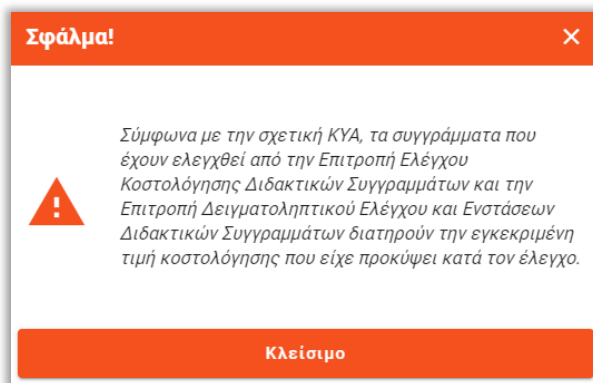 Σφάλμα!
Σύμφωνα με την σχετική ΚΥΑ, τα συγγράμματα που
έχουν ελεγχθεί από την Επιτροπή Ελέγχου
Κοστολόγησης Διδακτικών Συγγραμμάτων και την
Επιτροπή Δειγματοληπτικού Ελέγχου και Ενστάσεων
Διδακτικών Συγγραμμάτων διατηρούν την εγκεκριμένη
τιμή κοστολόγησης που είχε προκύψει κατά τον έλεγχο.
Κλείσιμο